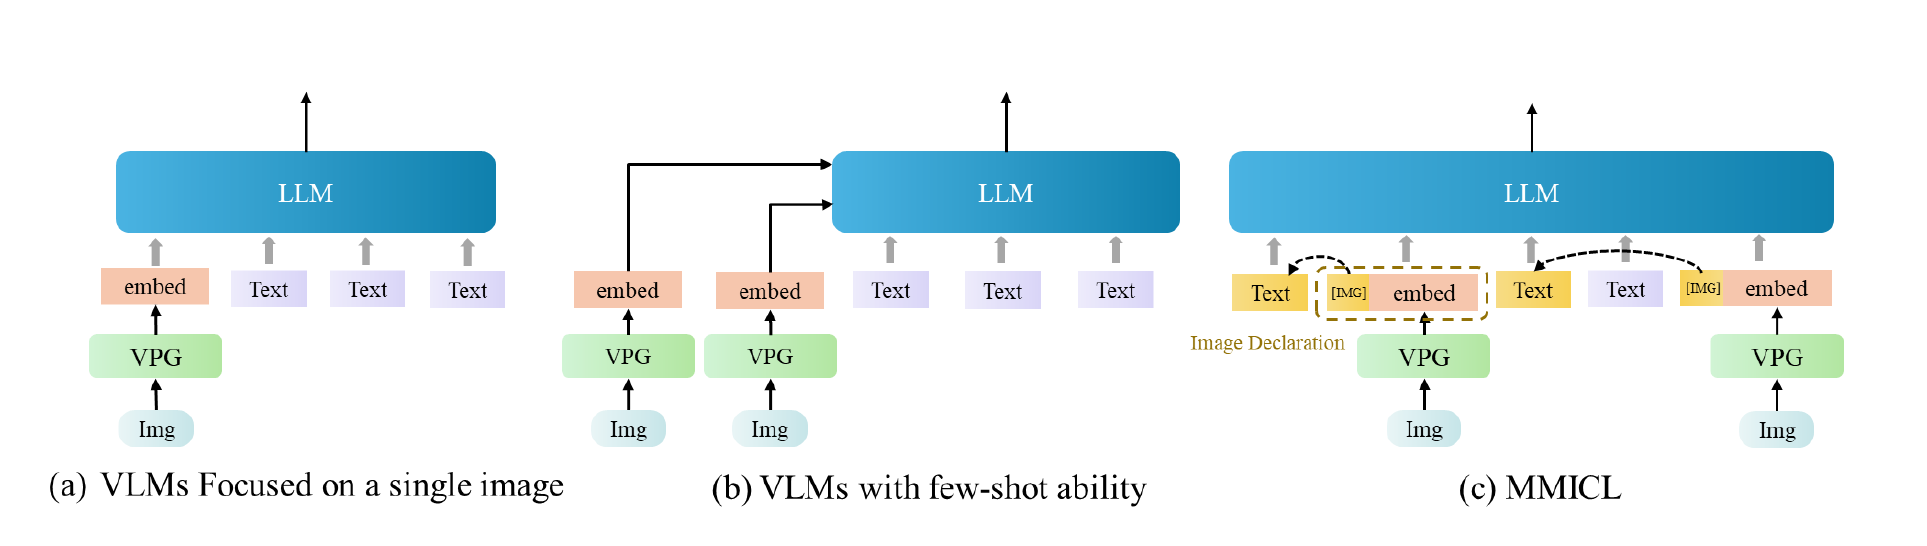 LLM
embed
Text
Text
Text
VPG
Img
(a) VLMs Focused on a single image
LLM
embed
embed
Text
Text
Text
VPG
VPG
Img
Img
(b) VLMs with few-shot ability
LLM
Text
[IMG]
embed
Text
Text
[IMG]
embed
Image Declaration
VPG
VPG
Img
Img
(c) MMICL